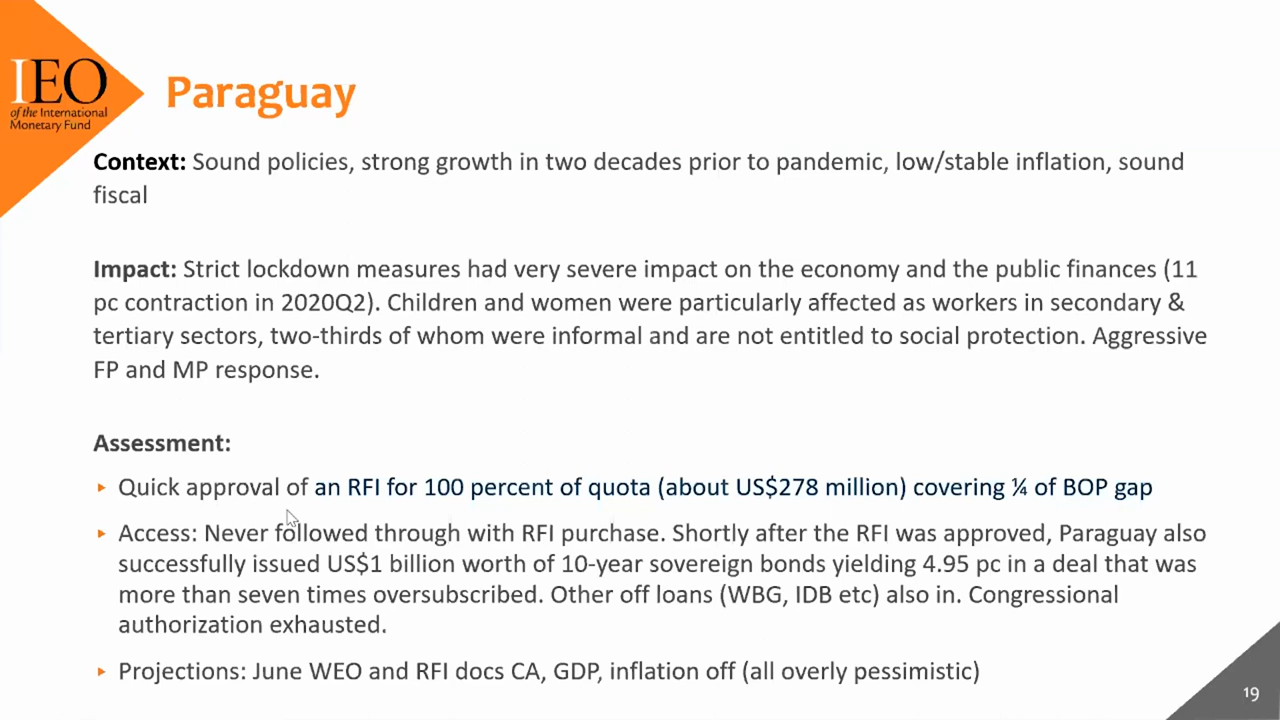 IEO
of the International
Monetary Fund
Paraguay
Context: Sound policies, strong growth in two decades prior to pandemic, low/stable inflation, sound
fiscal
Impact: Strict lockdown measures had very severe impact on the economy and the public finances (11
pc contraction in 2020Q2). Children and women were particularly affected as workers in secondary &
tertiary sectors, two-thirds of whom were informal and are not entitled to social protection. Aggressive
FP and MP response.
Assessment:
▸ Quick approval of an RFI for 100 percent of quota (about US$278 million) covering ¼ of BOP gap
▸ Access: Never followed through with RFI purchase. Shortly after the RFI was approved, Paraguay also
successfully issued US$1 billion worth of 10-year sovereign bonds yielding 4.95 pc in a deal that was
more than seven times oversubscribed. Other off loans (WBG, IDB etc) also in. Congressional
authorization exhausted.
▸ Projections: June WEO and RFI docs CA, GDP, inflation off (all overly pessimistic)
19